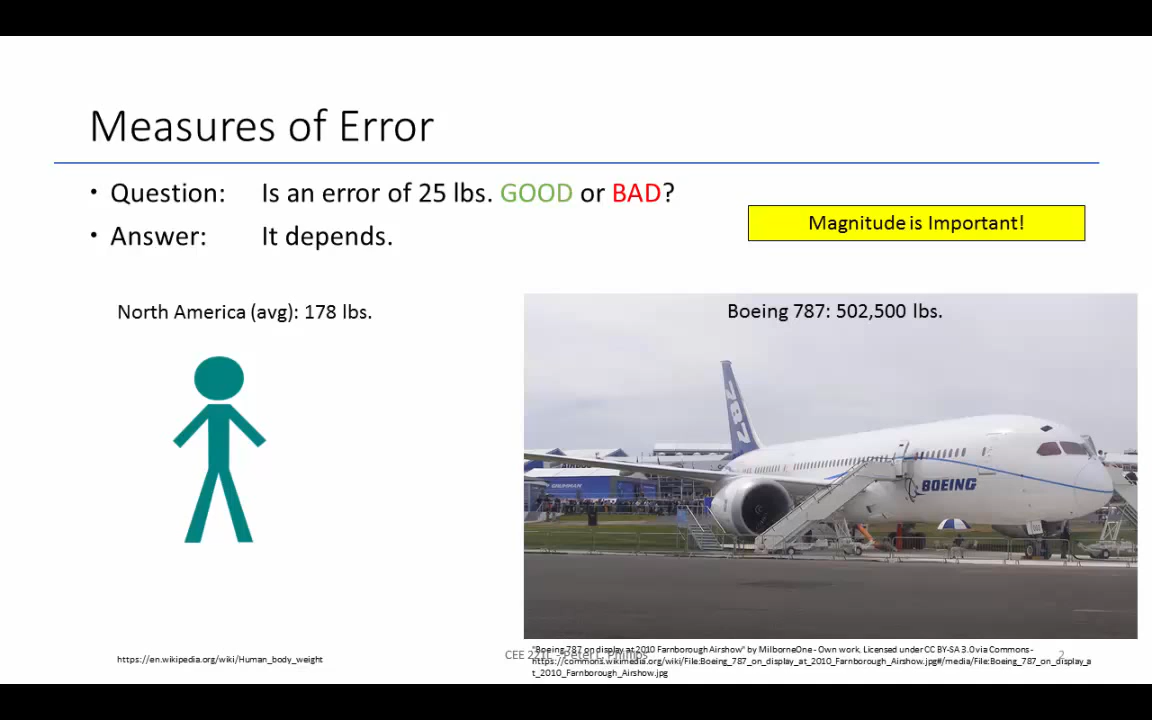 Measures of Error
• Question: Is an error of 25 lbs. GOOD or BAD?
• Answer: It depends.
Magnitude is Important!
North America (avg): 178 lbs.
Boeing 787: 502,500 lbs.
787
BOEING
https://en.wikipedia.org/wiki/Human_body_weight
"Boeing 787 on display at 2010 Farnborough Airshow" by MilborneOne - Own work. Licensed under CC BY-SA 3.0 via Commons -
https://commons.wikimedia.org/wiki/File:Boeing_787_on_display_at_2010_Farnborough_Airshow.jpg#/media/File:Boeing_787_on_display_a
t_2010_Farnborough_Airshow.jpg
2